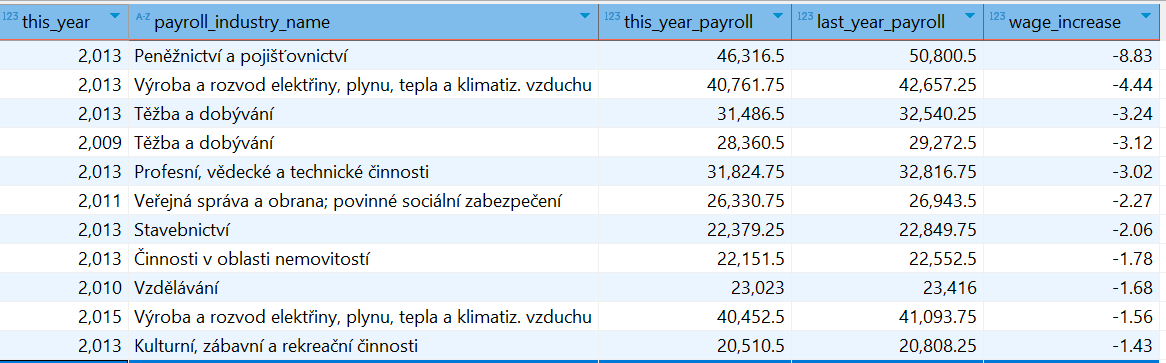 123 this_year A-Z payroll_industry_name 123 this_year_payroll 123 last_year_payroll 123 wage_increase
2,013 Peněžnictví a pojišťovnictví 46,316.5 50,800.5 -8.83
2,013 Výroba a rozvod elektřiny, plynu, tepla a klimatiz. vzduchu 40,761.75 42,657.25 -4.44
2,013 Těžba a dobývání 31,486.5 32,540.25 -3.24
2,009 Těžba a dobývání 28,360.5 29,272.5 -3.12
2,013 Profesní, vědecké a technické činnosti 31,824.75 32,816.75 -3.02
2,011 Veřejná správa a obrana; povinné sociální zabezpečení 26,330.75 26,943.5 -2.27
2,013 Stavebnictví 22,379.25 22,849.75 -2.06
2,013 Činnosti v oblasti nemovitostí 22,151.5 22,552.5 -1.78
2,010 Vzdělávání 23,023 23,416 -1.68
2,015 Výroba a rozvod elektřiny, plynu, tepla a klimatiz. vzduchu 40,452.5 41,093.75 -1.56
2,013 Kulturní, zábavní a rekreační činnosti 20,510.5 20,808.25 -1.43